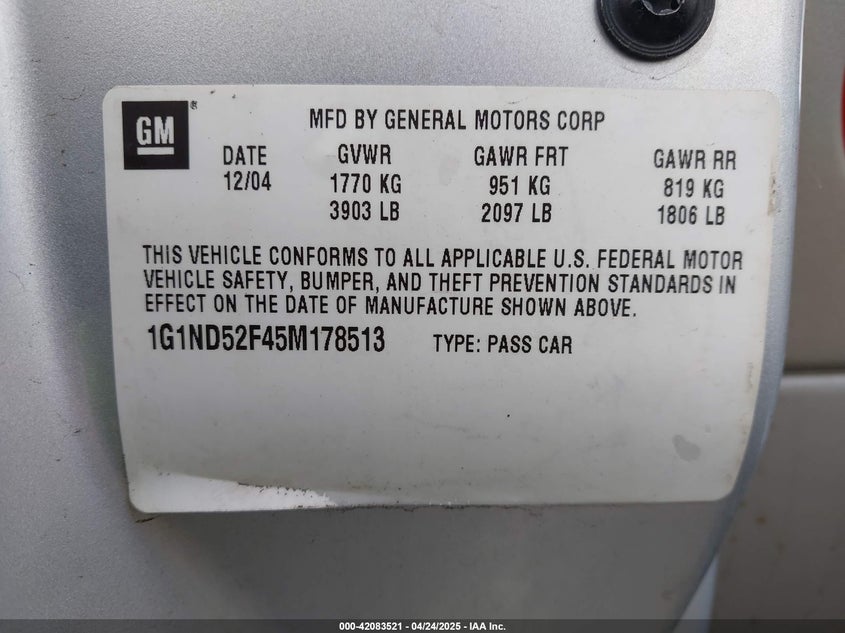 GM ®
MFD BY GENERAL MOTORS CORP
DATE GVWR GAWR FRT GAWR RR
12/04 1770 KG 951 KG 819 KG
3903 LB 2097 LB 1806 LB
THIS VEHICLE CONFORMS TO ALL APPLICABLE U.S. FEDERAL MOTOR
VEHICLE SAFETY, BUMPER, AND THEFT PREVENTION STANDARDS IN
EFFECT ON THE DATE OF MANUFACTURE SHOWN ABOVE.
1G1ND52F45M178513 TYPE: PASS CAR
000-42083521 | 04/24/2025 - IAA Inc.